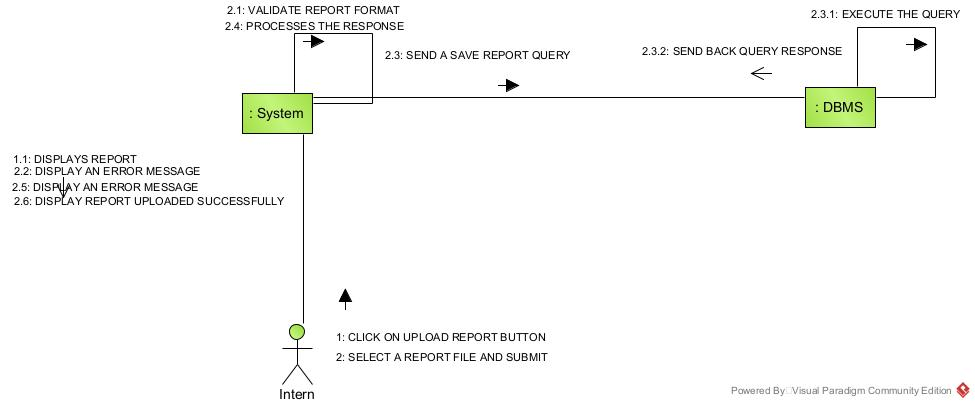 2.1: VALIDATE REPORT FORMAT
2.4: PROCESSES THE RESPONSE
2.3.1: EXECUTE THE QUERY
2.3: SEND A SAVE REPORT QUERY
2.3.2: SEND BACK QUERY RESPONSE
: System
: DBMS
1.1: DISPLAYS REPORT
2.2: DISPLAY AN ERROR MESSAGE
2.5: DISPLAY AN ERROR MESSAGE
2.6: DISPLAY REPORT UPLOADED SUCCESSFULLY
1: CLICK ON UPLOAD REPORT BUTTON
2: SELECT A REPORT FILE AND SUBMIT
Intern
Powered By Visual Paradigm Community Edition